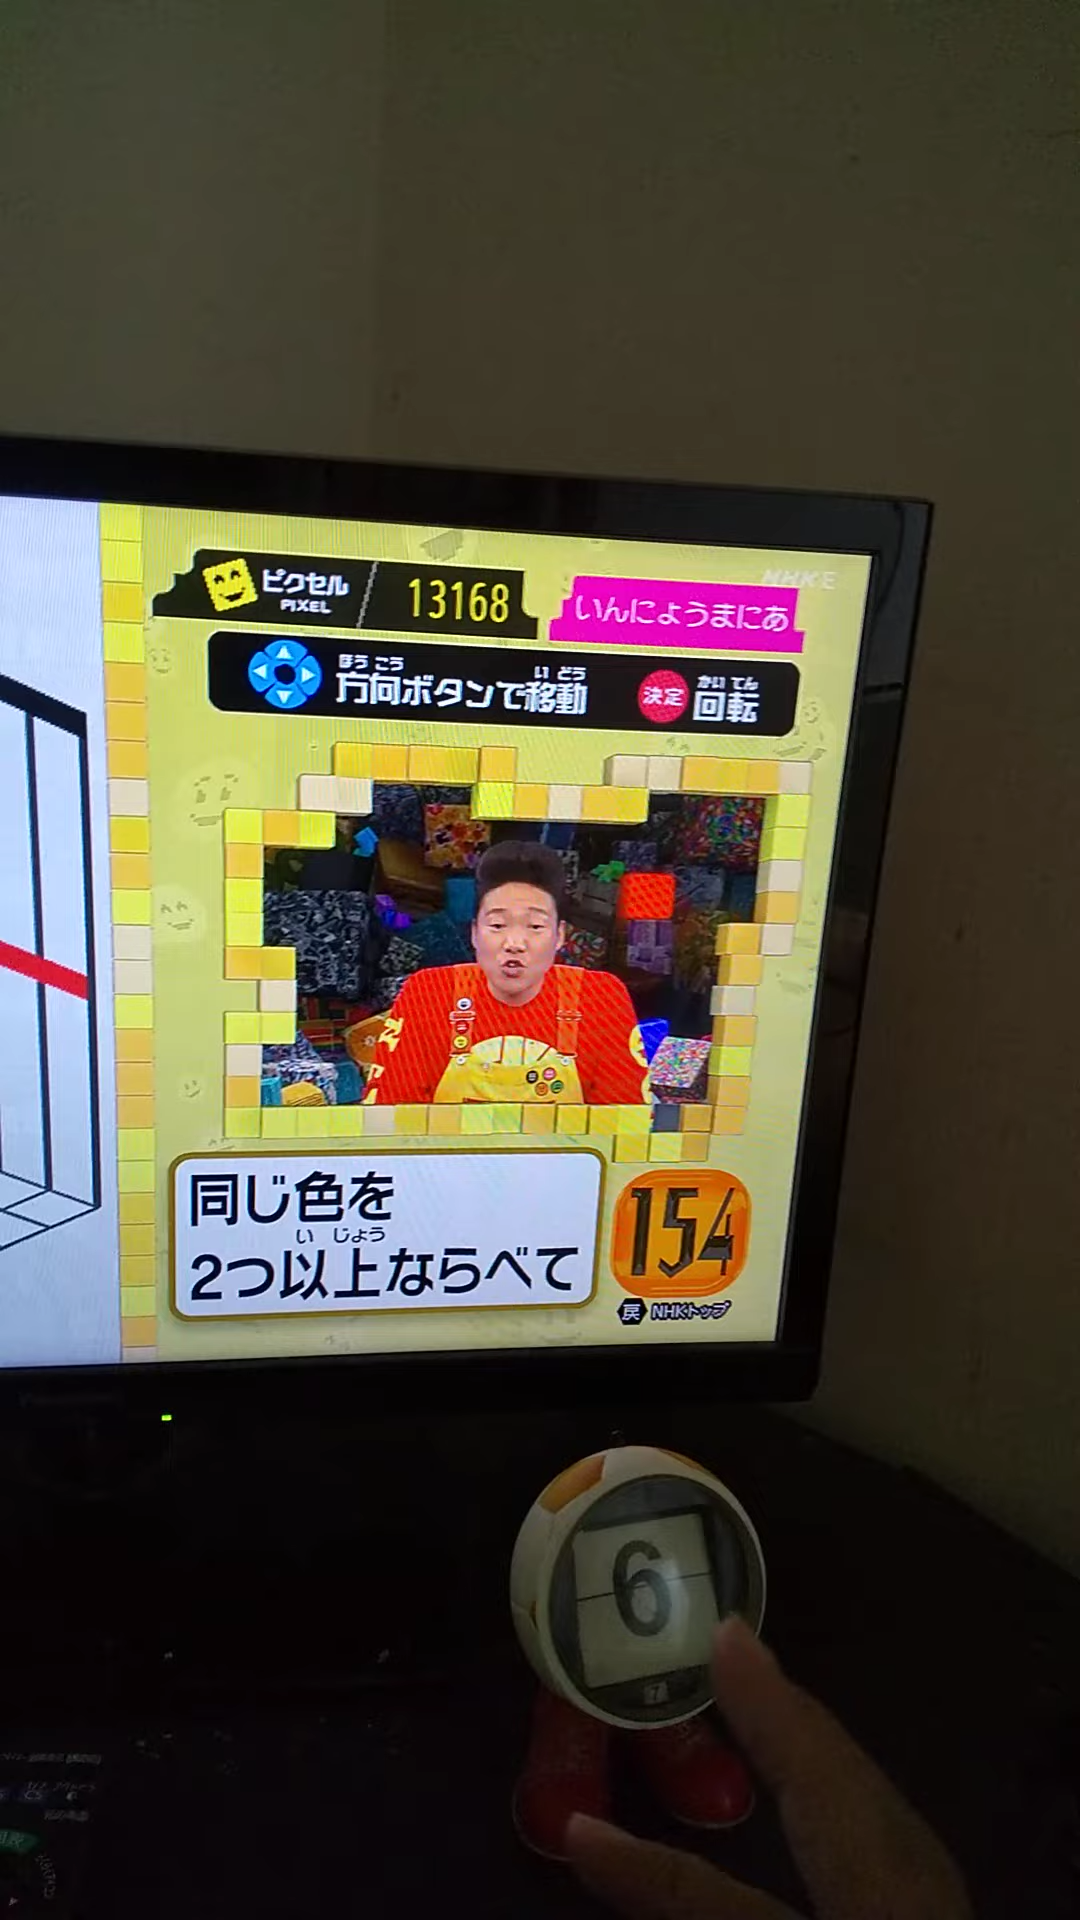 NHK E
ピクセル
PIXEL
13168
いんにょうまにあ
ほうこう
いどう
方向ボタンで移動
かいてん
決定 回転
同じ色を
いじょう
2つ以上ならべて
154
戻 NHKトップ
6
7